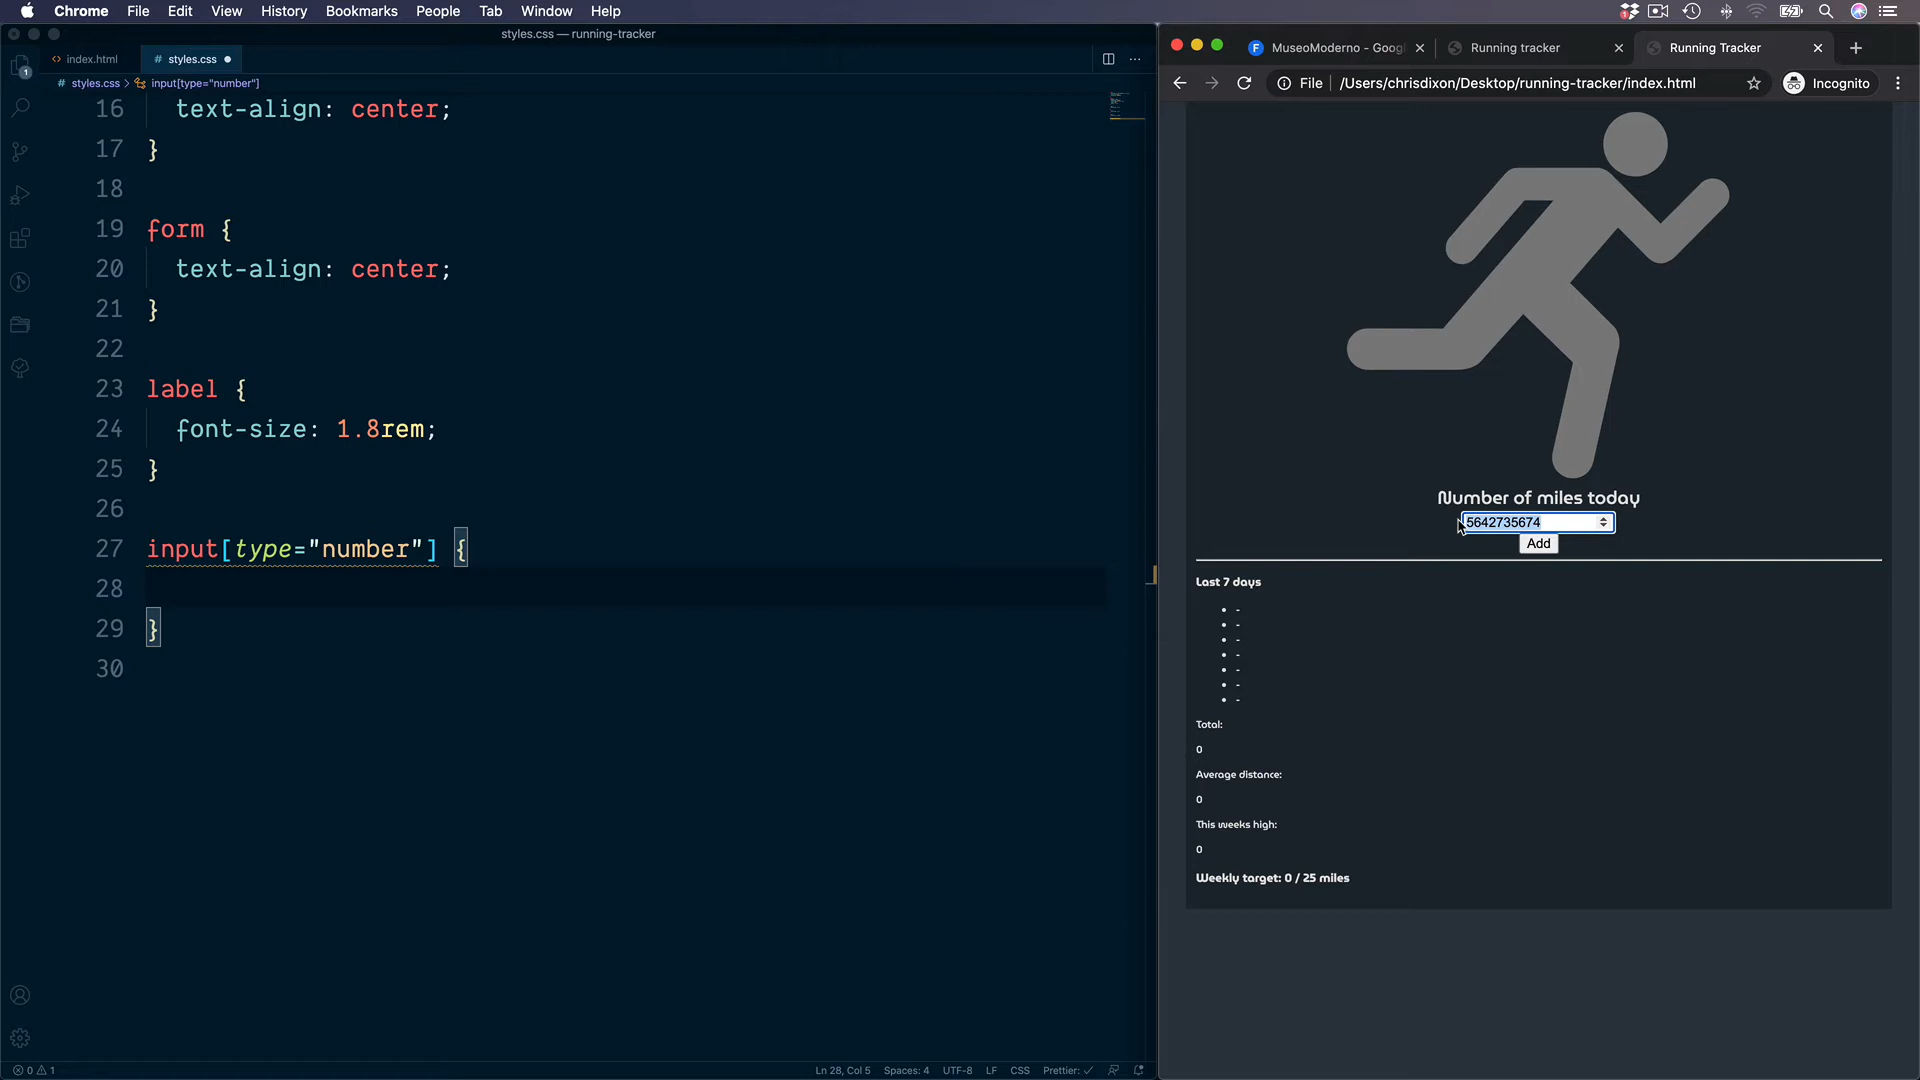 Chrome File Edit View History Bookmarks People Tab Window Help
styles.css — running-tracker
index.html
# styles.css
# styles.css > input[type="number"]
16 text-align: center;
17 }
18
19 form {
20 text-align: center;
21 }
22
23 label {
24 font-size: 1.8rem;
25 }
26
27 input[type="number"] {
28
29 }
30
1
0 1
Ln 28, Col 5
Spaces: 4
UTF-8
LF
CSS
Prettier: ✓
MuseoModerno - Goog
Running tracker
Running Tracker
File | /Users/chrisdixon/Desktop/running-tracker/index.html
Incognito
Number of miles today
5642735674
Add
Last 7 days
• -
• -
• -
• -
• -
• -
• -
Total:
0
Average distance:
0
This weeks high:
0
Weekly target: 0 / 25 miles